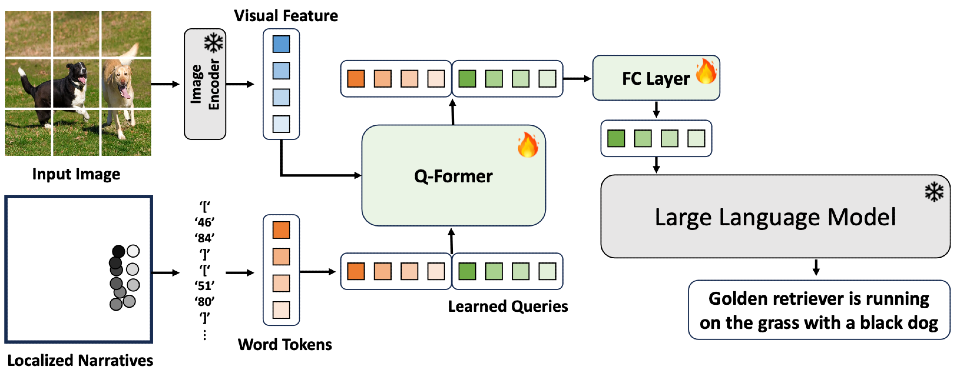 Visual Feature
Image
Encoder
Input Image
FC Layer
Q-Former
Large Language Model
‘[‘
‘46’
‘84’
‘]’
‘[‘
‘51’
‘80’
‘]’
⋮
Learned Queries
Word Tokens
Localized Narratives
Golden retriever is running
on the grass with a black dog